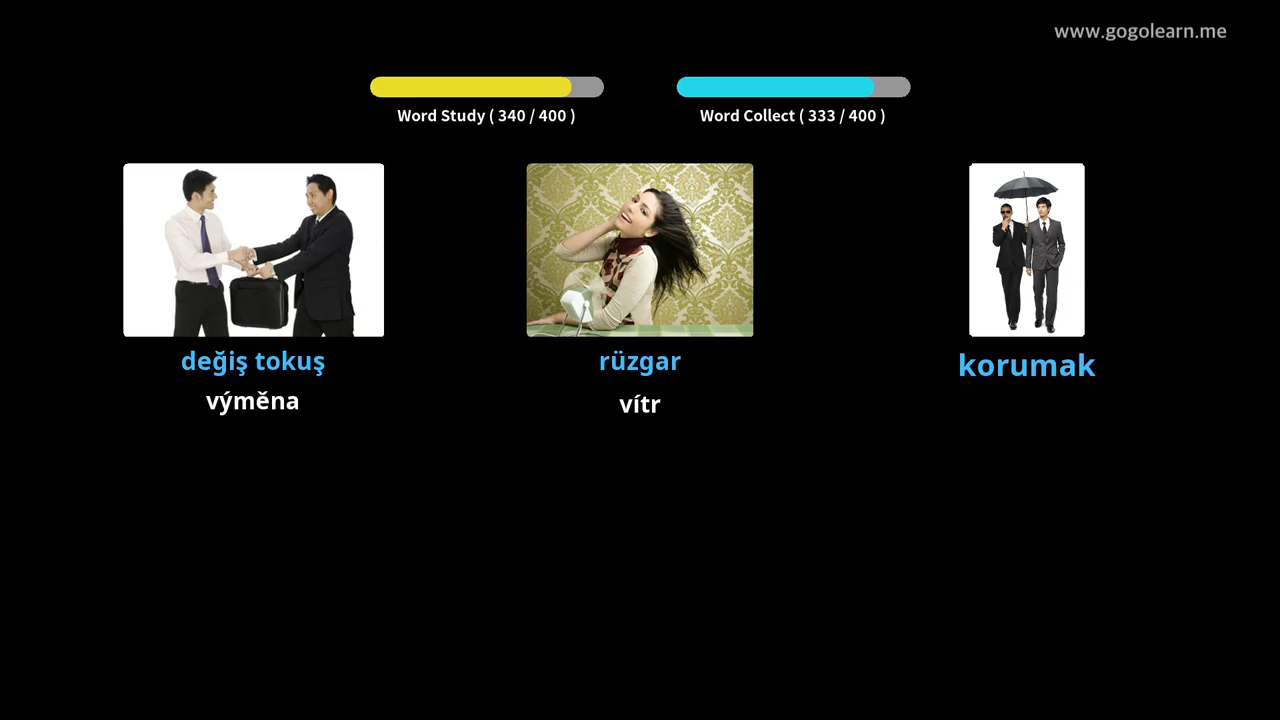 www.gogolearn.me
Word Study ( 340 / 400 )
Word Collect ( 333 / 400 )
değiş tokuş
výměna
rüzgar
vítr
korumak